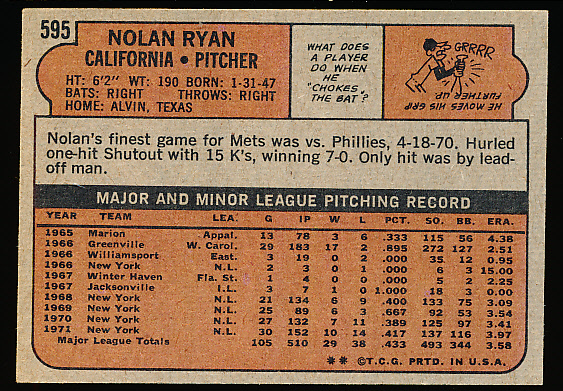 595
NOLAN RYAN
CALIFORNIA • PITCHER
HT: 6'2" WT: 190 BORN: 1-31-47
BATS: RIGHT THROWS: RIGHT
HOME: ALVIN, TEXAS
WHAT DOES
A PLAYER
DO WHEN
HE
"CHOKES"
THE BAT?
GRRRR
HE MOVES HIS GRIP
FURTHER UP
Nolan's finest game for Mets was vs. Phillies, 4-18-70. Hurled
one-hit Shutout with 15 K's, winning 7-0. Only hit was by lead-
off man.
MAJOR AND MINOR LEAGUE PITCHING RECORD
YEAR TEAM LEA. G IP W L PCT. SO. BB. ERA.
1965 Marion Appal. 13 78 3 6 .333 115 56 4.38
1966 Greenville W. Carol. 29 183 17 2 .895 272 127 2.51
1966 Williamsport East. 3 19 0 2 .000 35 12 0.95
1966 New York N.L. 2 3 0 1 .000 6 3 15.00
1967 Winter Haven Fla. St. 1 4 0 0 .000 5 2 2.25
1967 Jacksonville I.L. 3 7 1 0 1.000 18 3 0.00
1968 New York N.L. 21 134 6 9 .400 133 75 3.09
1969 New York N.L. 25 89 6 3 .667 92 53 3.54
1970 New York N.L. 27 132 7 11 .389 125 97 3.41
1971 New York N.L. 30 152 10 14 .417 137 116 3.97
Major League Totals 105 510 29 38 .433 493 344 3.58
** ©T.C.G. PRTD. IN U.S.A.